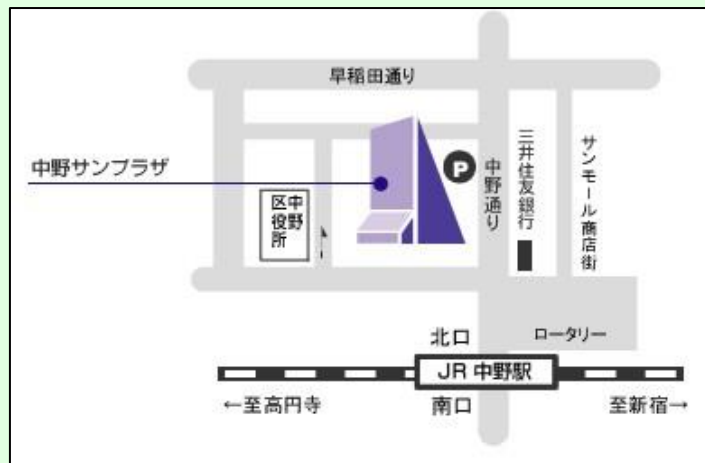 早稲田通り
中野サンプラザ
P
中野通り
三井住友銀行
サンモール商店街
中野
区役所
北口
ロータリー
JR 中野駅
←至高円寺
南口
至新宿→